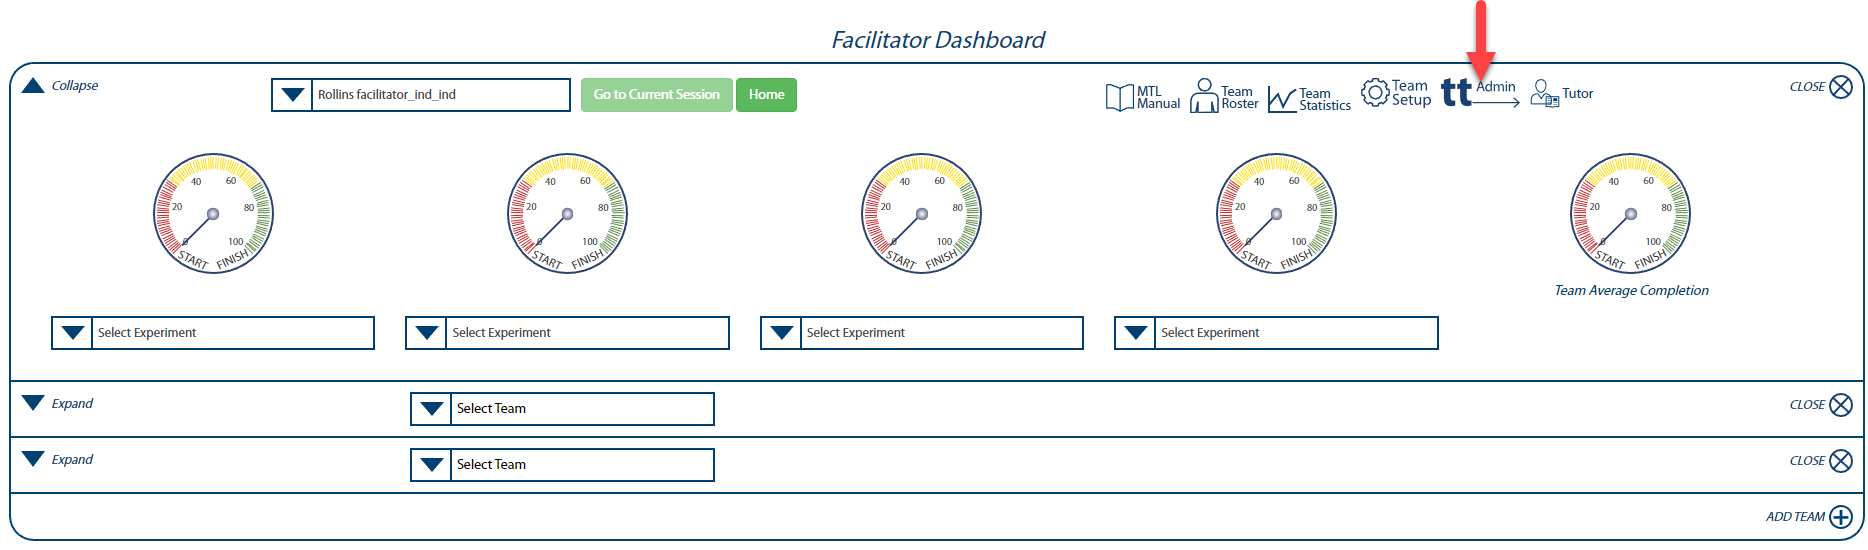 Facilitator Dashboard
Collapse
Rollins facilitator_ind_ind
Go to Current Session
Home
MTL Manual
Team Roster
Team Statistics
Team Setup
tt Admin
Tutor
CLOSE
0 20 40 60 80 100 START FINISH
0 20 40 60 80 100 START FINISH
0 20 40 60 80 100 START FINISH
0 20 40 60 80 100 START FINISH
0 20 40 60 80 100 START FINISH
Team Average Completion
Select Experiment
Select Experiment
Select Experiment
Select Experiment
Expand
Select Team
CLOSE
Expand
Select Team
CLOSE
ADD TEAM